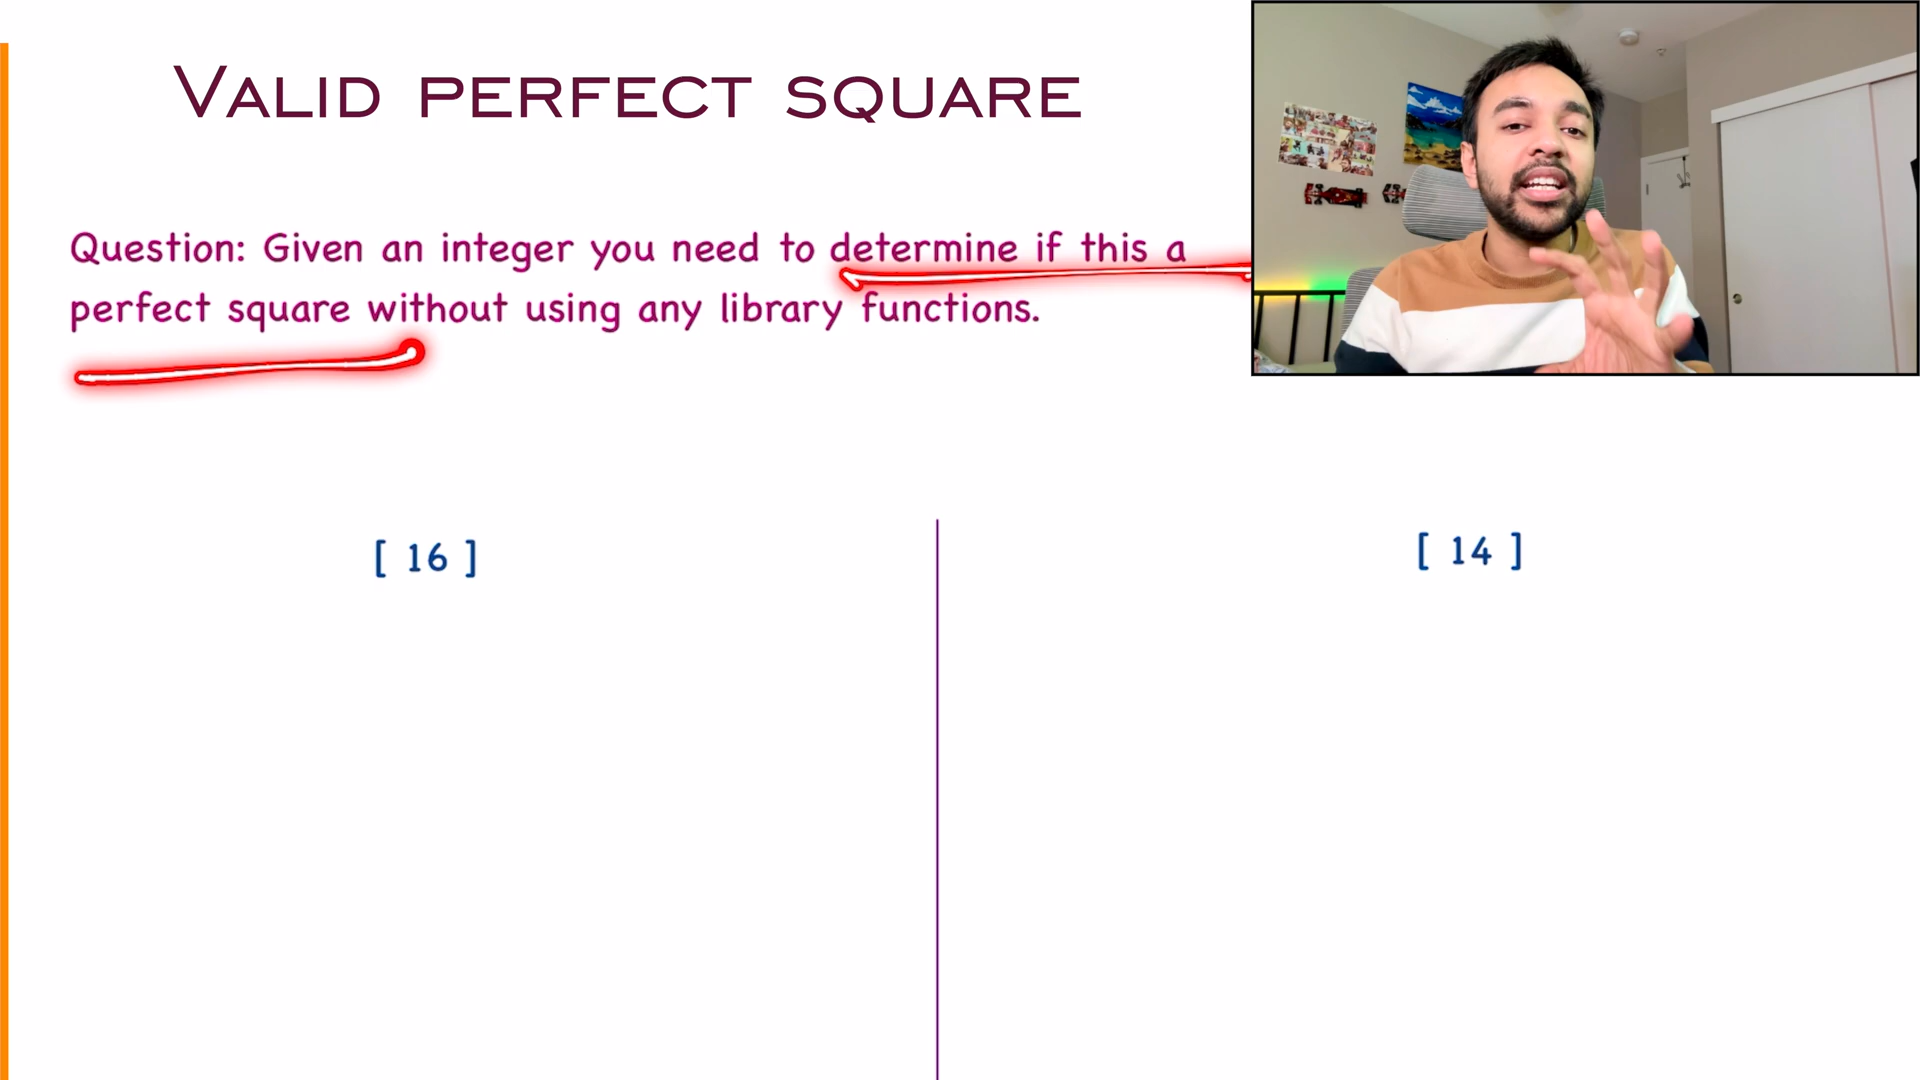 VALID PERFECT SQUARE
Question: Given an integer you need to determine if this a
perfect square without using any library functions.
[ 16 ]
[ 14 ]